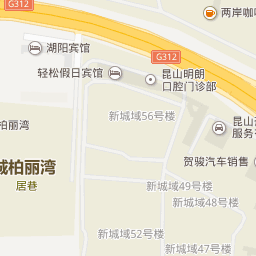 G312
两岸咖啡
湖阳宾馆
G312
轻松假日宾馆
昆山明朗
口腔门诊部
新城域56号楼
昆山
服务
柏丽湾
贺骏汽车销售
城柏丽湾
居巷
新城域49号楼
新城域48号楼
新城域52号楼
新城域47号楼